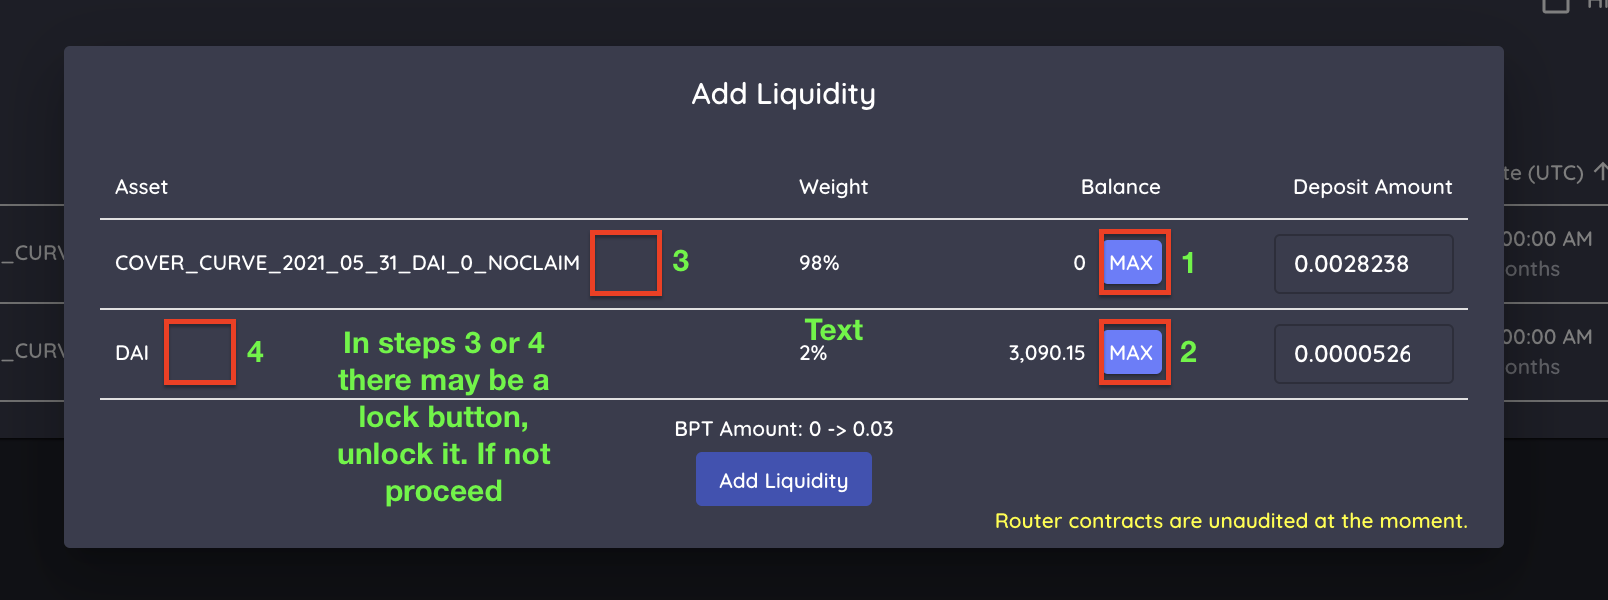 Add Liquidity
Asset Weight Balance Deposit Amount
te (UTC) ↑
COVER_CURVE_2021_05_31_DAI_0_NOCLAIM 3 98% 0 MAX 1 0.0028238
_CURV
00:00 AM
onths
Text
DAI 4 2% 3,090.15 MAX 2 0.0000526
_CURV
00:00 AM
onths
In steps 3 or 4
there may be a
lock button,
unlock it. If not
proceed
BPT Amount: 0 -> 0.03
Add Liquidity
Router contracts are unaudited at the moment.